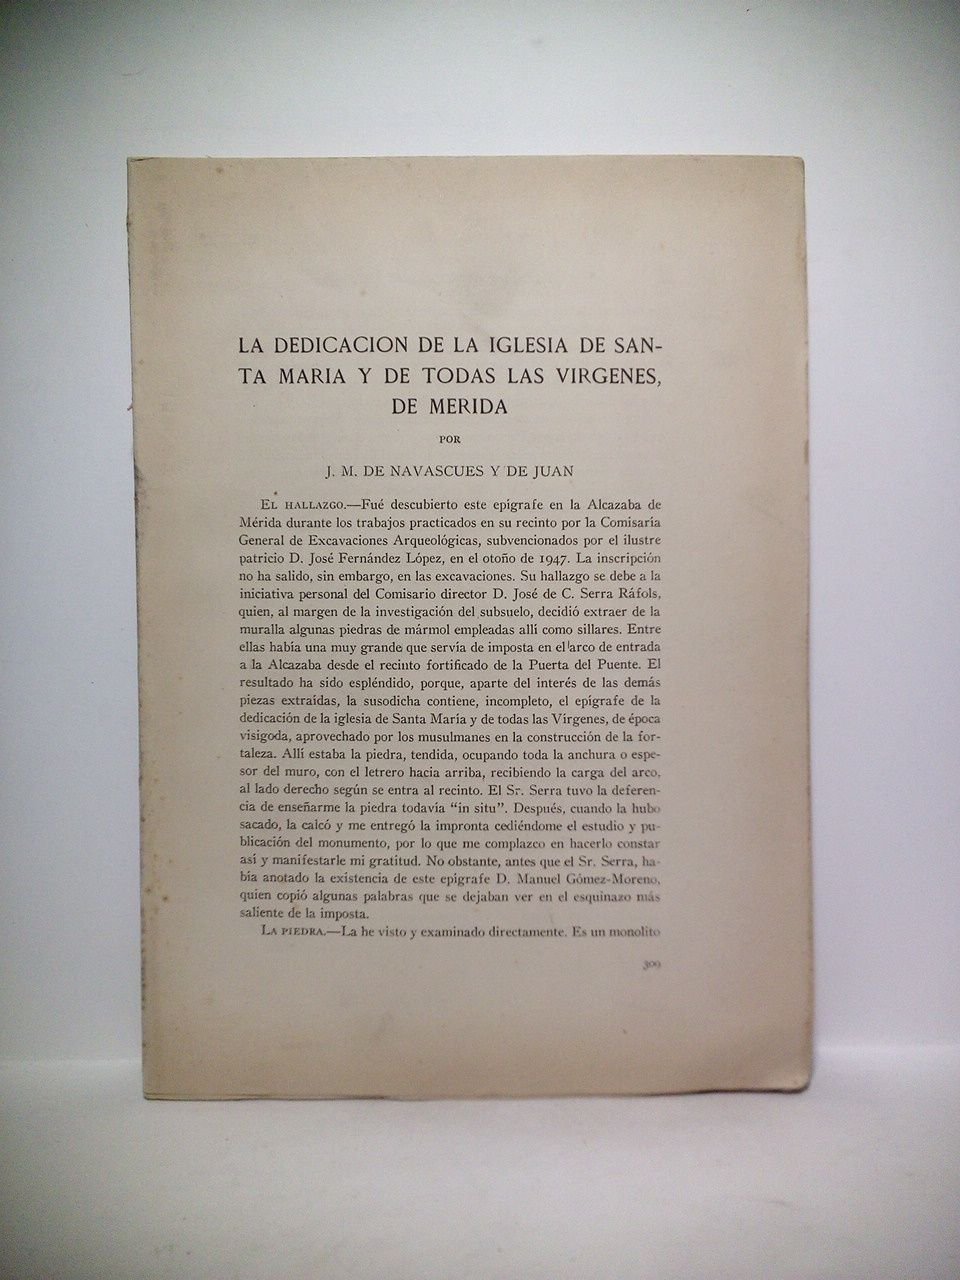 LA DEDICACION DE LA IGLESIA DE SAN-
TA MARIA Y DE TODAS LAS VIRGENES,
DE MERIDA
POR
J. M. DE NAVASCUES Y DE JUAN
EL HALLAZGO.—Fué descubierto este epígrafe en la Alcazaba de
Mérida durante los trabajos practicados en su recinto por la Comisaría
General de Excavaciones Arqueológicas, subvencionados por el ilustre
patricio D. José Fernández López, en el otoño de 1947. La inscripción
no ha salido, sin embargo, en las excavaciones. Su hallazgo se debe a la
iniciativa personal del Comisario director D. José de C. Serra Ráfols,
quien, al margen de la investigación del subsuelo, decidió extraer de la
muralla algunas piedras de mármol empleadas allí como sillares. Entre
ellas había una muy grande que servía de imposta en el arco de entrada
a la Alcazaba desde el recinto fortificado de la Puerta del Puente. El
resultado ha sido espléndido, porque, aparte del interés de las demás
piezas extraídas, la susodicha contiene, incompleto, el epígrafe de la
dedicación de la iglesia de Santa María y de todas las Vírgenes, de época
visigoda, aprovechado por los musulmanes en la construcción de la for-
taleza. Allí estaba la piedra, tendida, ocupando toda la anchura o espe-
sor del muro, con el letrero hacia arriba, recibiendo la carga del arco,
al lado derecho según se entra al recinto. El Sr. Serra tuvo la deferen-
cia de enseñarme la piedra todavía “in situ”. Después, cuando la hubo
sacado, la calcó y me entregó la impronta cediéndome el estudio y pu-
blicación del monumento, por lo que me complazco en hacerlo constar
así y manifestarle mi gratitud. No obstante, antes que el Sr. Serra, ha-
bía anotado la existencia de este epígrafe D. Manuel Gómez-Moreno,
quien copió algunas palabras que se dejaban ver en el esquinazo más
saliente de la imposta.
LA PIEDRA.—La he visto y examinado directamente. Es un monolito
309